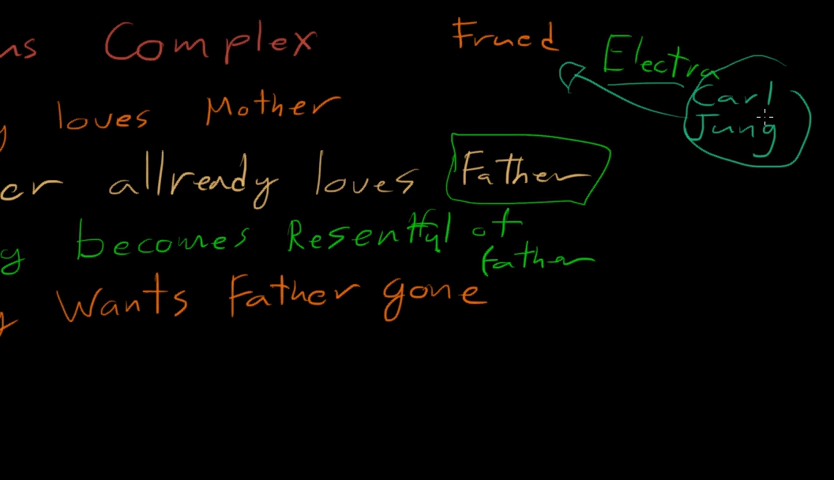 ns Complex
Frued
Electra
Carl
Jung
y loves Mother
er allready loves Father
y becomes Resentful of
father
y Wants Father gone